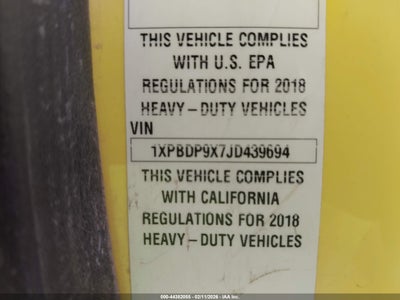 THIS VEHICLE COMPLIES
WITH U.S. EPA
REGULATIONS FOR 2018
HEAVY – DUTY VEHICLES
VIN
1XPBDP9X7JD439694
THIS VEHICLE COMPLIES
WITH CALIFORNIA
REGULATIONS FOR 2018
HEAVY – DUTY VEHICLES